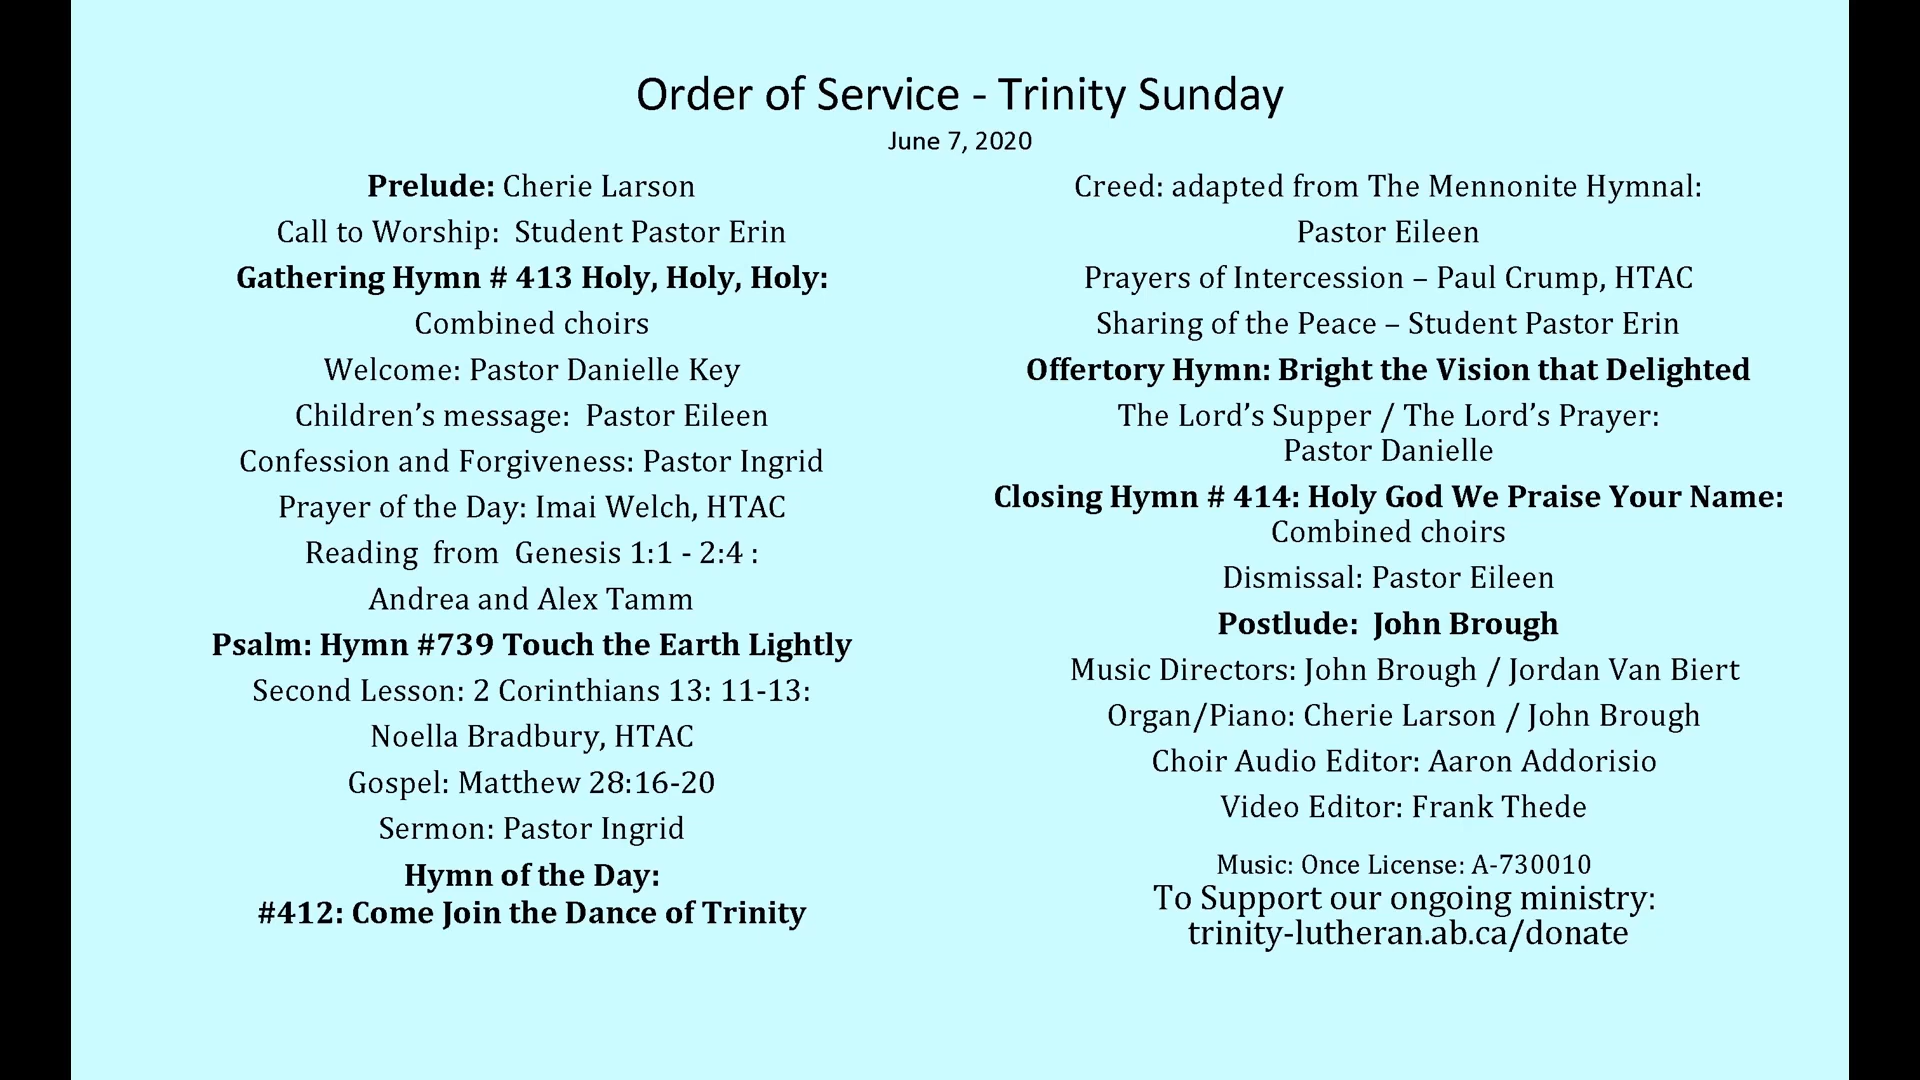 Order of Service - Trinity Sunday
June 7, 2020
Prelude: Cherie Larson
Call to Worship:  Student Pastor Erin
Gathering Hymn # 413 Holy, Holy, Holy:
Combined choirs
Welcome: Pastor Danielle Key
Children’s message:  Pastor Eileen
Confession and Forgiveness: Pastor Ingrid
Prayer of the Day: Imai Welch, HTAC
Reading  from  Genesis 1:1 - 2:4 :
Andrea and Alex Tamm
Psalm: Hymn #739 Touch the Earth Lightly
Second Lesson: 2 Corinthians 13: 11-13:
Noella Bradbury, HTAC
Gospel: Matthew 28:16-20
Sermon: Pastor Ingrid
Hymn of the Day:
#412: Come Join the Dance of Trinity
Creed: adapted from The Mennonite Hymnal:
Pastor Eileen
Prayers of Intercession – Paul Crump, HTAC
Sharing of the Peace – Student Pastor Erin
Offertory Hymn: Bright the Vision that Delighted
The Lord’s Supper / The Lord’s Prayer:
Pastor Danielle
Closing Hymn # 414: Holy God We Praise Your Name:
Combined choirs
Dismissal: Pastor Eileen
Postlude:  John Brough
Music Directors: John Brough / Jordan Van Biert
Organ/Piano: Cherie Larson / John Brough
Choir Audio Editor: Aaron Addorisio
Video Editor: Frank Thede
Music: Once License: A-730010
To Support our ongoing ministry:
trinity-lutheran.ab.ca/donate